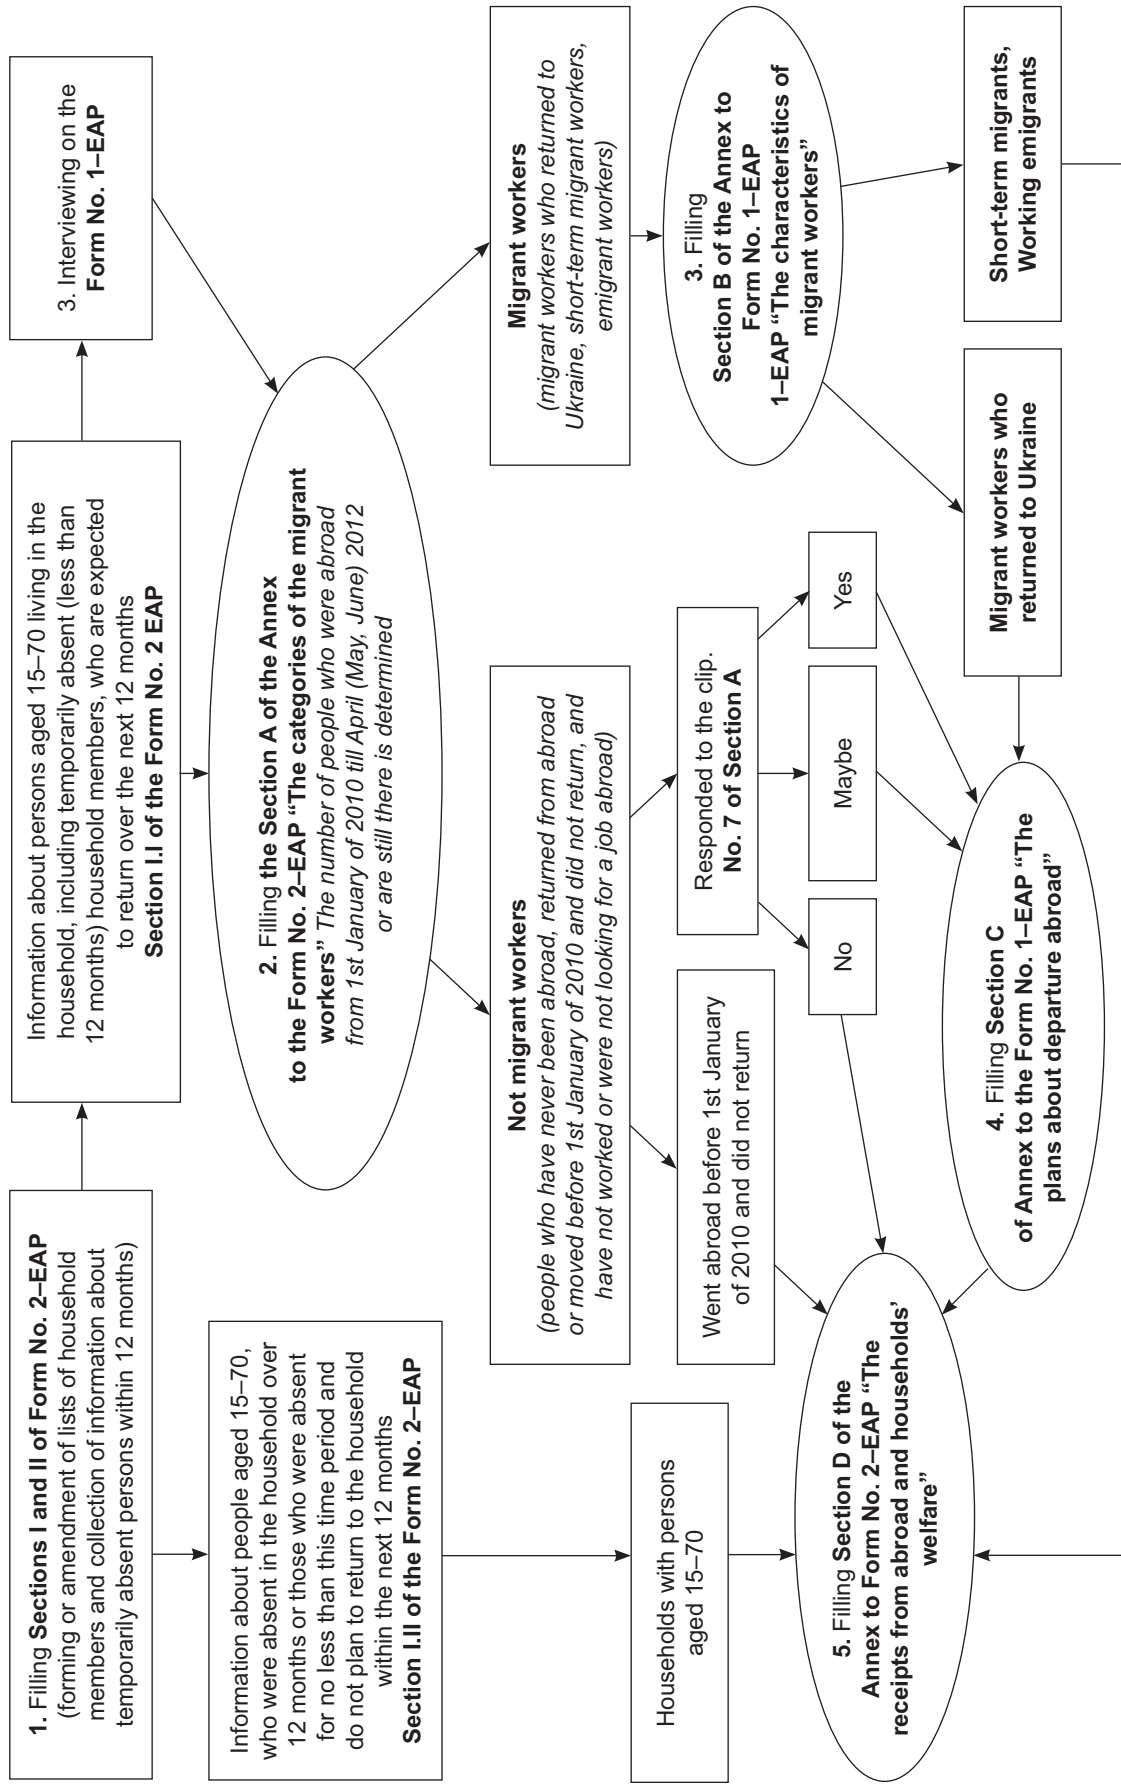 1. Filling Sections I and II of Form No. 2–EAP
(forming or amendment of lists of household
members and collection of information about
temporarily absent persons within 12 months)
Information about persons aged 15–70 living in the
household, including temporarily absent (less than
12 months) household members, who are expected
to return over the next 12 months
Section I.I of the Form No. 2 EAP
3. Interviewing on the
Form No. 1–EAP
Information about people aged 15–70,
who were absent in the household over
12 months or those who were absent
for no less than this time period and
do not plan to return to the household
within the next 12 months
Section I.II of the Form No. 2–EAP
2. Filling the Section A of the Annex
to the Form No. 2–EAP “The categories of the migrant
workers” The number of people who were abroad
from 1st January of 2010 till April (May, June) 2012
or are still there is determined
Not migrant workers
(people who have never been abroad, returned from abroad
or moved before 1st January of 2010 and did not return, and
have not worked or were not looking for a job abroad)
Migrant workers
(migrant workers who returned to
Ukraine, short-term migrant workers,
emigrant workers)
Households with persons
aged 15–70
Went abroad before 1st January
of 2010 and did not return
Responded to the clip.
No. 7 of Section A
No
Maybe
Yes
3. Filling
Section B of the Annex to
Form No. 1–EAP
1–EAP “The characteristics of
migrant workers”
5. Filling Section D of the
Annex to Form No. 2–EAP “The
receipts from abroad and households’
welfare”
4. Filling Section C
of Annex to the Form No. 1–EAP “The
plans about departure abroad”
Migrant workers who
returned to Ukraine
Short-term migrants,
Working emigrants